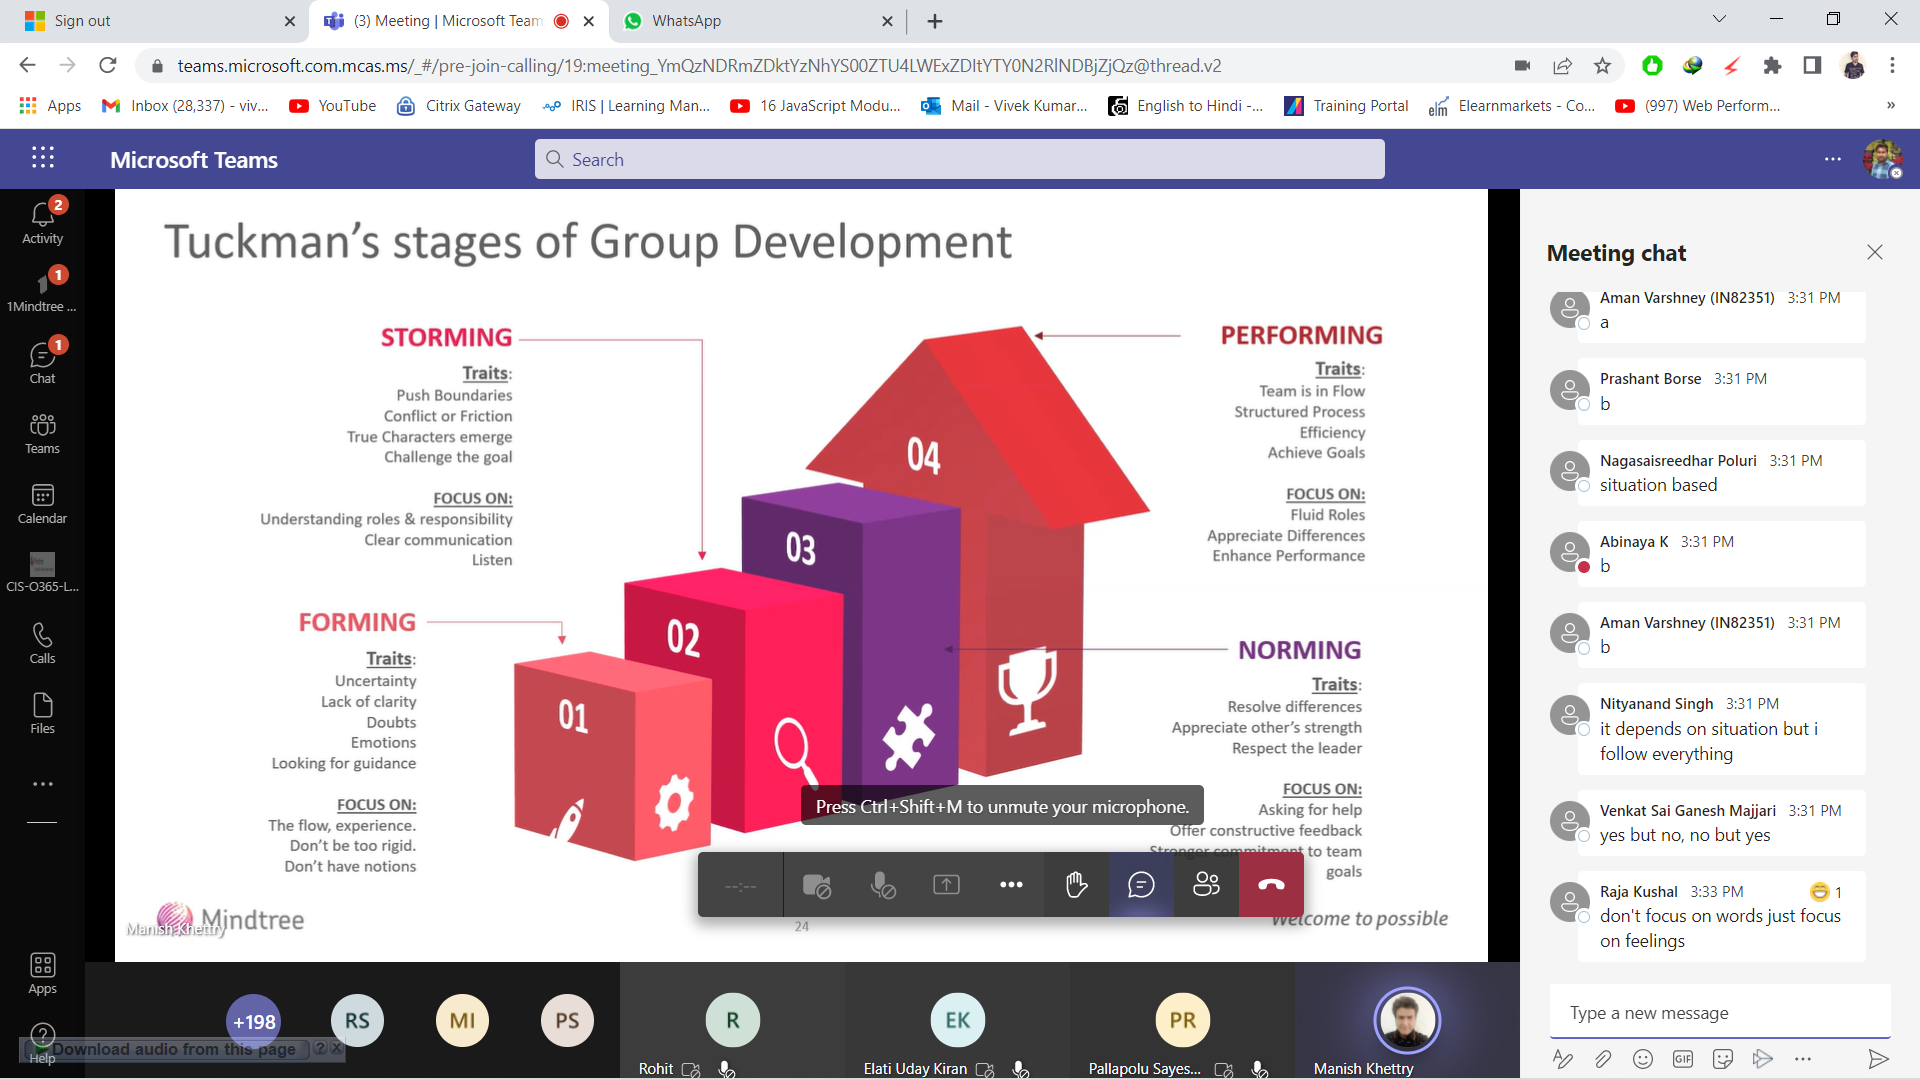 Sign out
(3) Meeting | Microsoft Team
WhatsApp
teams.microsoft.com.mcas.ms/_#/pre-join-calling/19:meeting_YmQzNDRmZDktYzNhYS00ZTU4LWExZDItYTY0N2RlNDBjZjQz@thread.v2
Apps
Inbox (28,337) - viv...
YouTube
Citrix Gateway
IRIS | Learning Man...
16 JavaScript Modu...
Mail - Vivek Kumar...
English to Hindi -...
Training Portal
elm
Elearnmarkets - Co...
(997) Web Perform...
»
Microsoft Teams
Search
2
Activity
1
1Mindtree ...
1
Chat
Teams
Calendar
CIS-O365-L...
Calls
Files
Apps
Help
Tuckman's stages of Group Development
STORMING
Traits:
Push Boundaries
Conflict or Friction
True Characters emerge
Challenge the goal
FOCUS ON:
Understanding roles & responsibility
Clear communication
Listen
FORMING
Traits:
Uncertainty
Lack of clarity
Doubts
Emotions
Looking for guidance
FOCUS ON:
The flow, experience.
Don't be too rigid.
Don't have notions
01
02
03
04
PERFORMING
Traits:
Team is in Flow
Structured Process
Efficiency
Achieve Goals
FOCUS ON:
Fluid Roles
Appreciate Differences
Enhance Performance
NORMING
Traits:
Resolve differences
Appreciate other's strength
Respect the leader
FOCUS ON:
Asking for help
Offer constructive feedback
Stronger commitment to team
goals
Press Ctrl+Shift+M to unmute your microphone.
--:--
Mindtree
Manish Khettry
24
Welcome to possible
+198
RS
MI
PS
R
EK
PR
Rohit
Elati Uday Kiran
Pallapolu Sayes...
Manish Khettry
Download audio from this page
? X
Meeting chat
Aman Varshney (IN82351) 3:31 PM
a
Prashant Borse 3:31 PM
b
Nagasaisreedhar Poluri 3:31 PM
situation based
Abinaya K 3:31 PM
b
Aman Varshney (IN82351) 3:31 PM
b
Nityanand Singh 3:31 PM
it depends on situation but i
follow everything
Venkat Sai Ganesh Majjari 3:31 PM
yes but no, no but yes
Raja Kushal 3:33 PM 1
don't focus on words just focus
on feelings
Type a new message
GIF